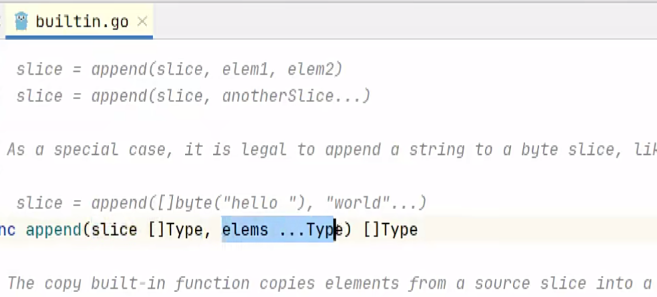 builtin.go
slice = append(slice, elem1, elem2)
slice = append(slice, anotherSlice...)
As a special case, it is legal to append a string to a byte slice, lik
slice = append([]byte("hello "), "world"...)
nc append(slice []Type, elems ...Type) []Type
The copy built-in function copies elements from a source slice into a